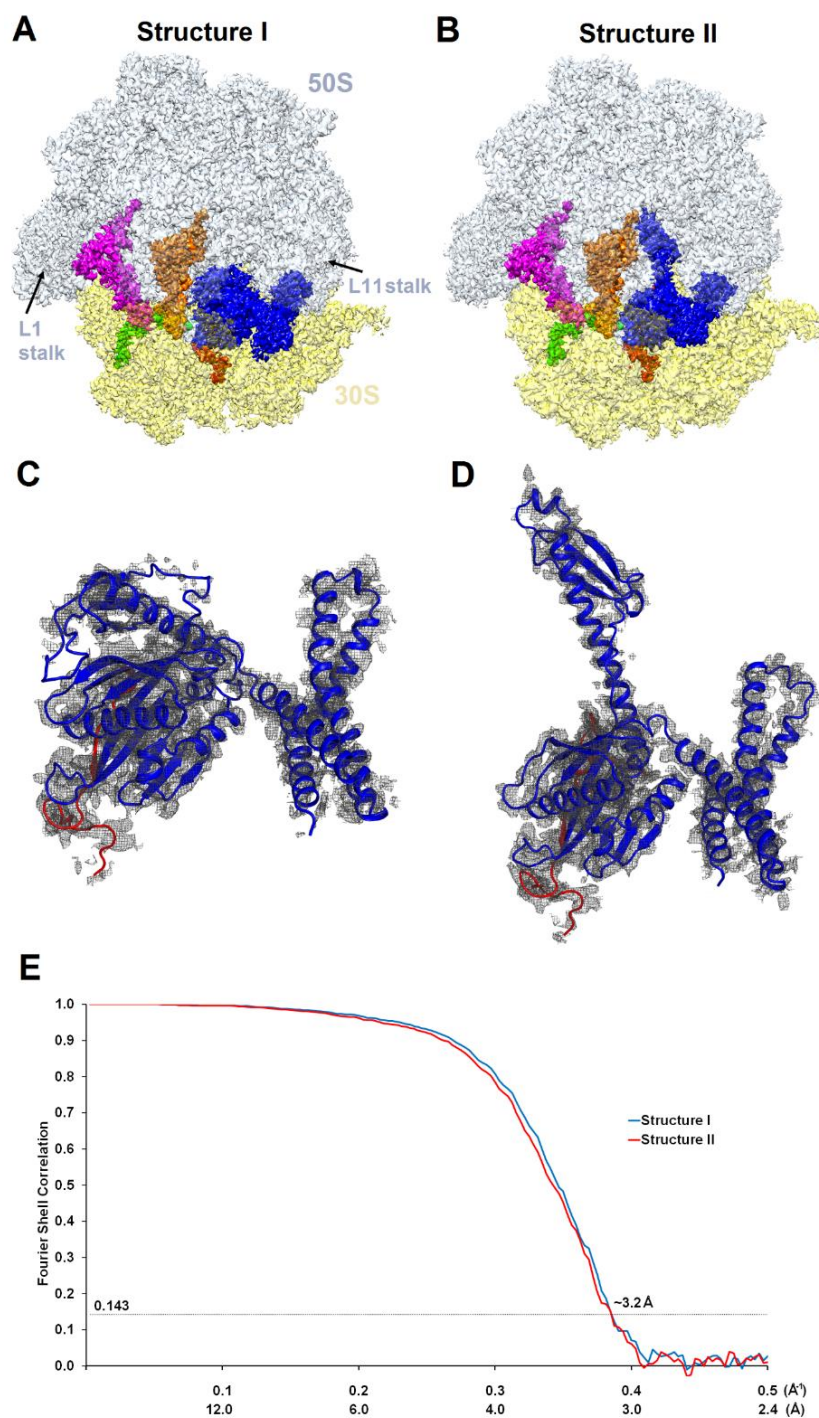 A
Structure I
B
Structure II
50S
L1
stalk
L11 stalk
30S
C
D
E
Fourier Shell Correlation
1.0
0.9
0.8
0.7
0.6
0.5
0.4
0.3
0.2
0.1
0.0
Structure I
Structure II
0.143
~3.2 Å
0.1 0.2 0.3 0.4 0.5 (Å⁻¹)
12.0 6.0 4.0 3.0 2.4 (Å)